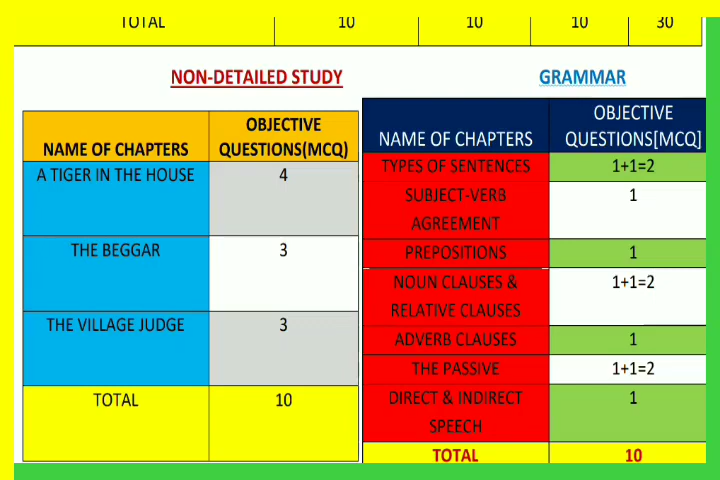 TOTAL 10 10 10 30
NON-DETAILED STUDY
NAME OF CHAPTERS OBJECTIVE QUESTIONS(MCQ)
A TIGER IN THE HOUSE 4
THE BEGGAR 3
THE VILLAGE JUDGE 3
TOTAL 10
GRAMMAR
NAME OF CHAPTERS OBJECTIVE QUESTIONS[MCQ]
TYPES OF SENTENCES 1+1=2
SUBJECT-VERB 1
AGREEMENT
PREPOSITIONS 1
NOUN CLAUSES & 1+1=2
RELATIVE CLAUSES
ADVERB CLAUSES 1
THE PASSIVE 1+1=2
DIRECT & INDIRECT 1
SPEECH
TOTAL 10